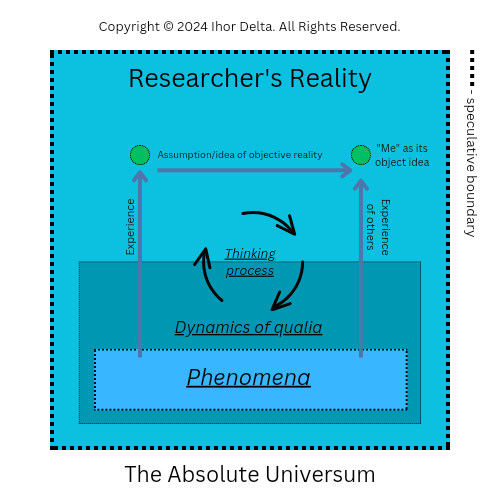 Copyright © 2024 Ihor Delta. All Rights Reserved.
Researcher's Reality
Assumption/idea of objective reality
"Me" as its
object idea
- speculative boundary
Experience
Experience
of others
Thinking
process
Dynamics of qualia
Phenomena
The Absolute Universum